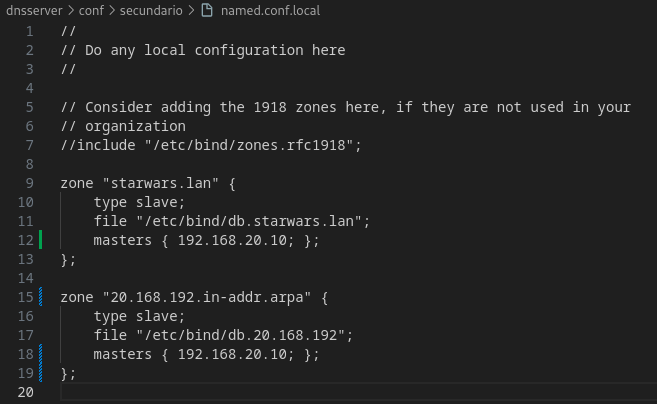 dnsserver > conf > secundario > named.conf.local
1 //
2 // Do any local configuration here
3 //
4
5 // Consider adding the 1918 zones here, if they are not used in your
6 // organization
7 //include "/etc/bind/zones.rfc1918";
8
9 zone "starwars.lan" {
10     type slave;
11     file "/etc/bind/db.starwars.lan";
12     masters { 192.168.20.10; };
13 };
14
15 zone "20.168.192.in-addr.arpa" {
16     type slave;
17     file "/etc/bind/db.20.168.192";
18     masters { 192.168.20.10; };
19 };
20